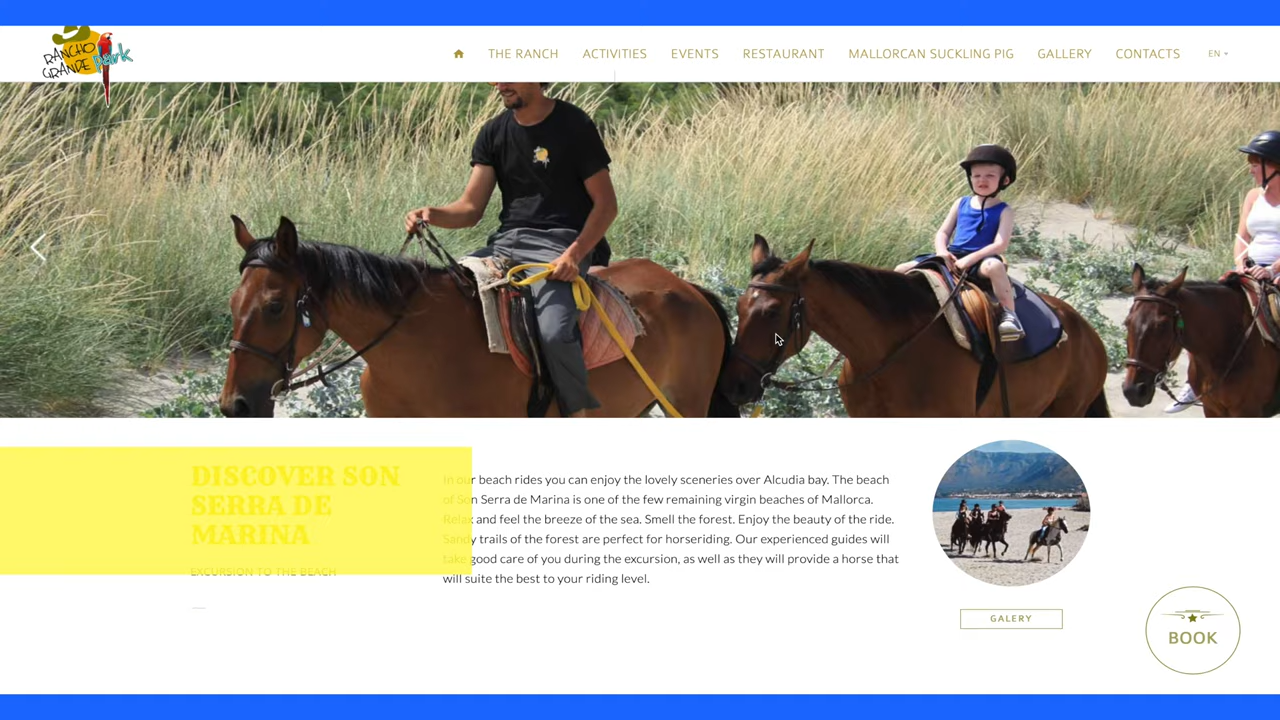 RANCHO
GRANDE
park
THE RANCH
ACTIVITIES
EVENTS
RESTAURANT
MALLORCAN SUCKLING PIG
GALLERY
CONTACTS
EN
DISCOVER SON
SERRA DE
MARINA
EXCURSION TO THE BEACH
In our beach rides you can enjoy the lovely sceneries over Alcudia bay. The beach
of Son Serra de Marina is one of the few remaining virgin beaches of Mallorca.
Relax and feel the breeze of the sea. Smell the forest. Enjoy the beauty of the ride.
Sandy trails of the forest are perfect for horseriding. Our experienced guides will
take good care of you during the excursion, as well as they will provide a horse that
will suite the best to your riding level.
GALERY
BOOK